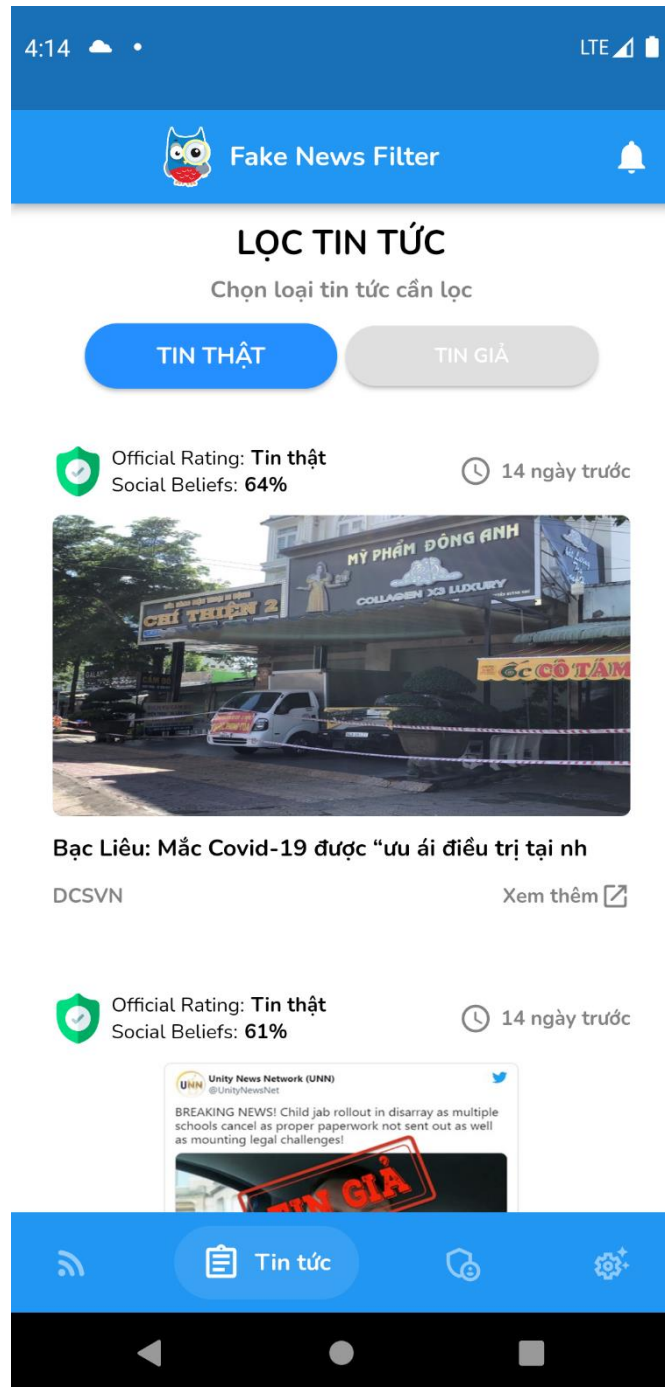 4:14
LTE
Fake News Filter
LỌC TIN TỨC
Chọn loại tin tức cần lọc
TIN THẬT
TIN GIẢ
Official Rating: Tin thật
Social Beliefs: 64%
14 ngày trước
MỸ PHẨM ĐÔNG ANH
COLLAGEN X3 LUXURY
CHÍ THIỆN 2
CẦM ĐỒ
Ốc CÔ TÁM
Bạc Liêu: Mắc Covid-19 được “ưu ái điều trị tại nh
DCSVN
Xem thêm
Official Rating: Tin thật
Social Beliefs: 61%
14 ngày trước
UNN
Unity News Network (UNN)
@UnityNewsNet
BREAKING NEWS! Child jab rollout in disarray as multiple
schools cancel as proper paperwork not sent out as well
as mounting legal challenges!
TIN GIẢ
Tin tức